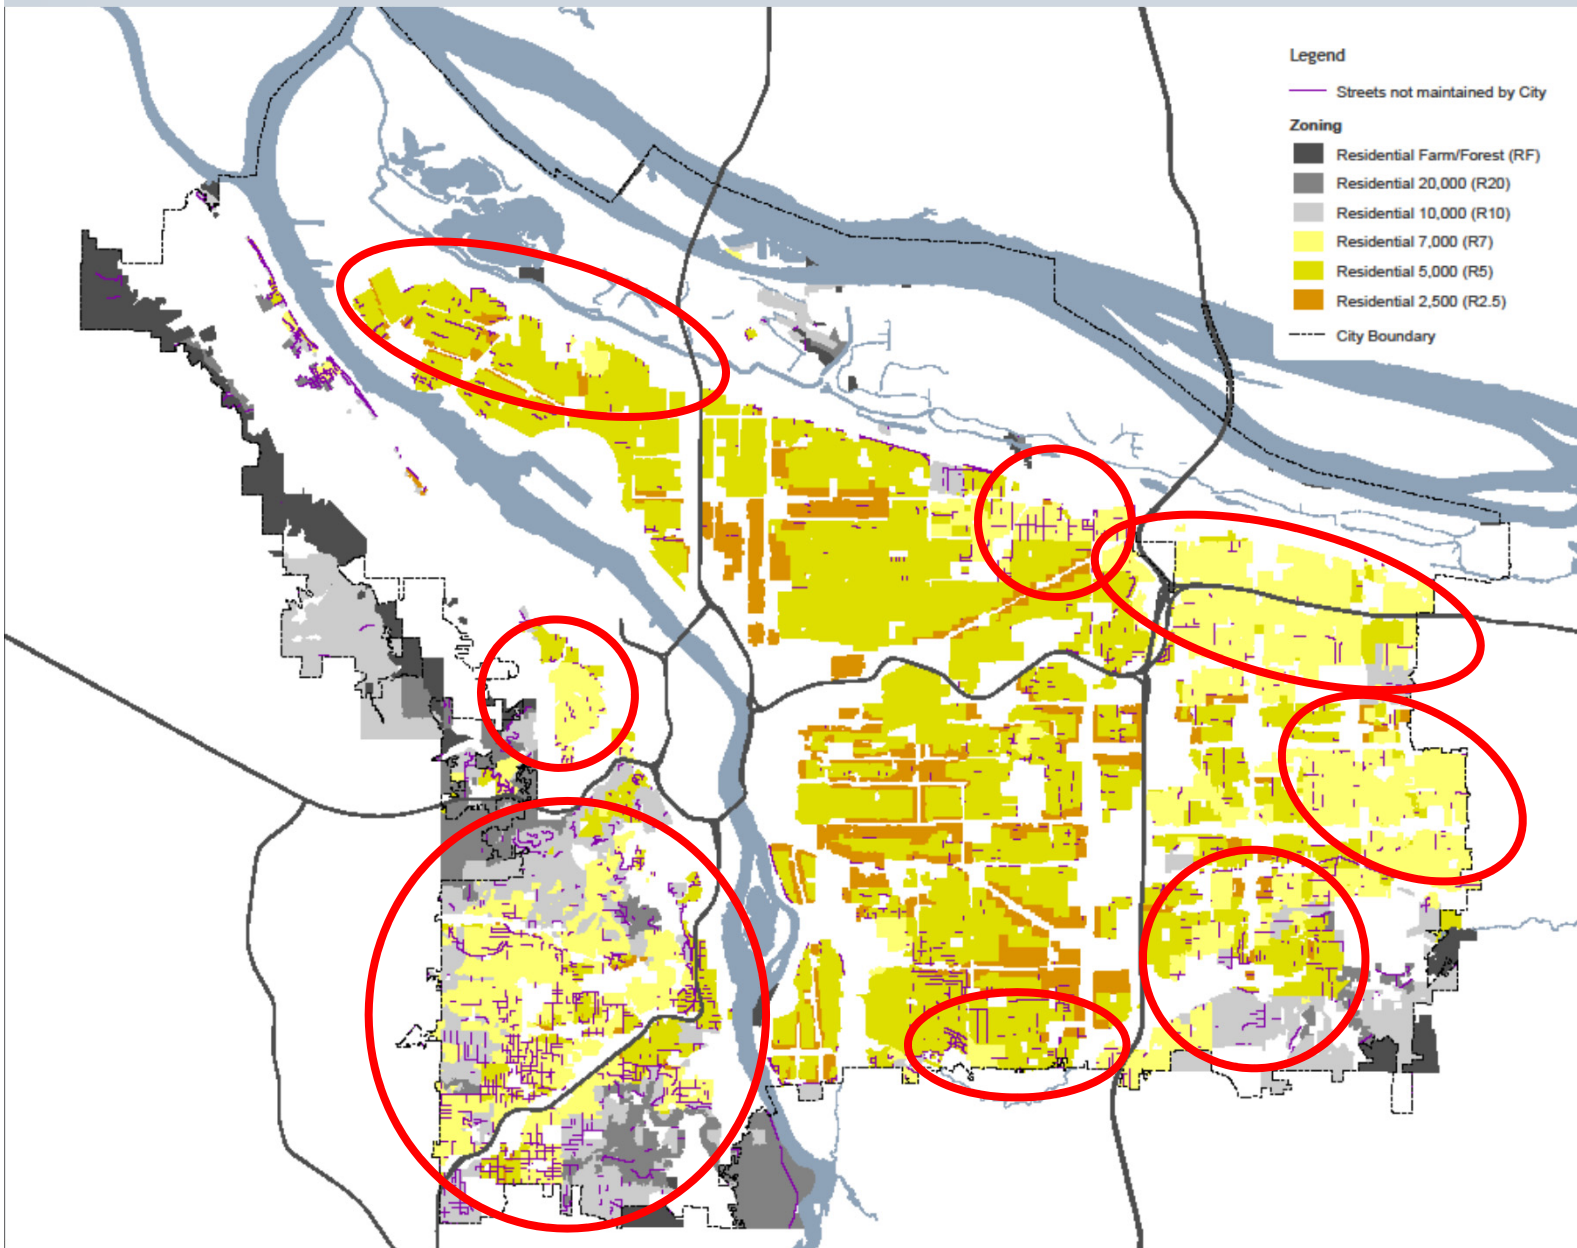 Legend
Streets not maintained by City
Zoning
Residential Farm/Forest (RF)
Residential 20,000 (R20)
Residential 10,000 (R10)
Residential 7,000 (R7)
Residential 5,000 (R5)
Residential 2,500 (R2.5)
City Boundary